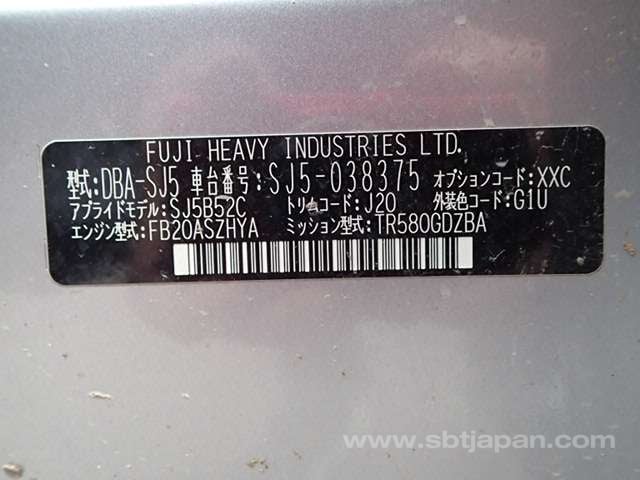 FUJI HEAVY INDUSTRIES LTD.
型式:DBA-SJ5 車台番号:SJ5-038375 オプションコード:XXC
アプライドモデル:SJ5B52C トリムコード:J20 外装色コード:G1U
エンジン型式:FB20ASZHYA ミッション型式:TR580GDZBA
www.sbtjapan.com